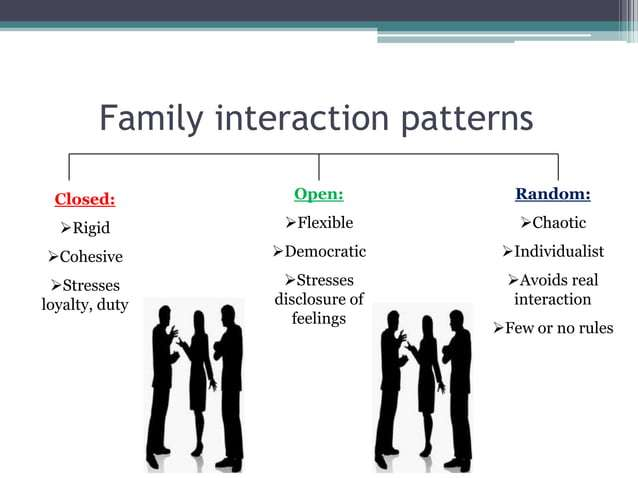 Family interaction patterns
Closed:
➢Rigid
➢Cohesive
➢Stresses
loyalty, duty
Open:
➢Flexible
➢Democratic
➢Stresses
disclosure of
feelings
Random:
➢Chaotic
➢Individualist
➢Avoids real
interaction
➢Few or no rules